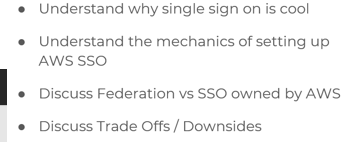 ● Understand why single sign on is cool
● Understand the mechanics of setting up
AWS SSO
● Discuss Federation vs SSO owned by AWS
● Discuss Trade Offs / Downsides